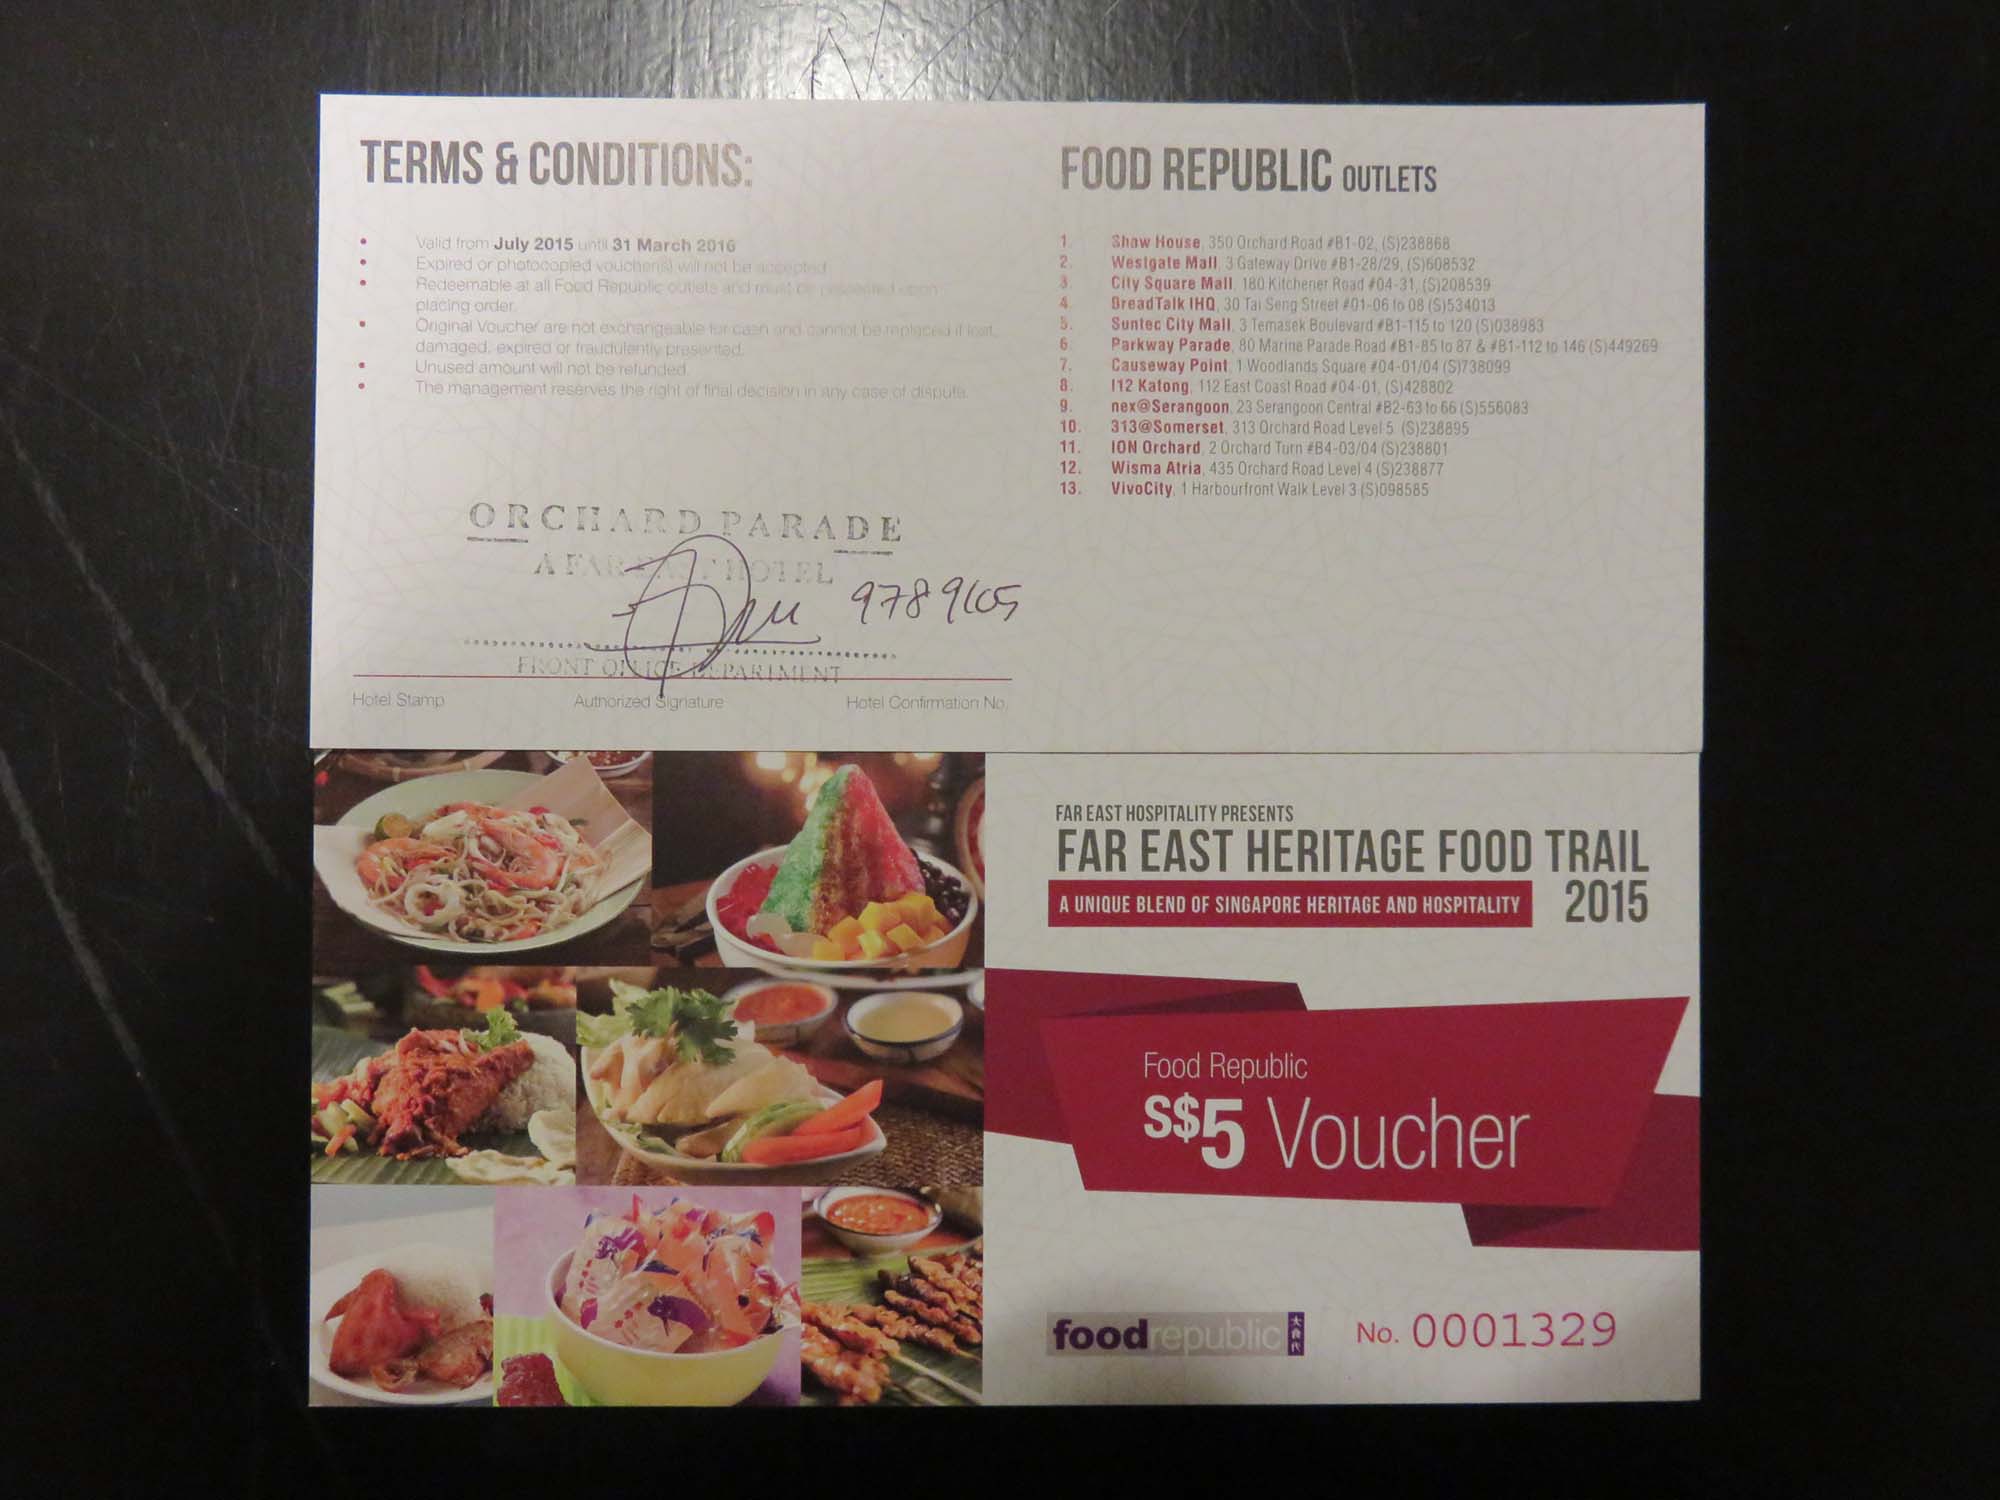 TERMS & CONDITIONS:
• Valid from July 2015 until 31 March 2016
• Expired or photocopied voucher(s) will not be accepted
• Redeemable at all Food Republic outlets and must be presented upon
placing order.
• Original Voucher are not exchangeable for cash and cannot be replaced if lost,
damaged, expired or fraudulently presented.
• Unused amount will not be refunded.
• The management reserves the right of final decision in any case of dispute.
ORCHARD PARADE
A FAR EAST HOTEL
9789605
FRONT OFFICE DEPARTMENT
Hotel Stamp Authorized Signature Hotel Confirmation No.
FOOD REPUBLIC OUTLETS
1. Shaw House, 350 Orchard Road #B1-02, (S)238868
2. Westgate Mall, 3 Gateway Drive #B1-28/29, (S)608532
3. City Square Mall, 180 Kitchener Road #04-31, (S)208539
4. BreadTalk IHQ, 30 Tai Seng Street #01-06 to 08 (S)534013
5. Suntec City Mall, 3 Temasek Boulevard #B1-115 to 120 (S)038983
6. Parkway Parade, 80 Marine Parade Road #B1-85 to 87 & #B1-112 to 146 (S)449269
7. Causeway Point, 1 Woodlands Square #04-01/04 (S)738099
8. 112 Katong, 112 East Coast Road #04-01, (S)428802
9. nex@Serangoon, 23 Serangoon Central #B2-63 to 66 (S)556083
10. 313@Somerset, 313 Orchard Road Level 5 (S)238895
11. ION Orchard, 2 Orchard Turn #B4-03/04 (S)238801
12. Wisma Atria, 435 Orchard Road Level 4 (S)238877
13. VivoCity, 1 Harbourfront Walk Level 3 (S)098585
FAR EAST HOSPITALITY PRESENTS
FAR EAST HERITAGE FOOD TRAIL
A UNIQUE BLEND OF SINGAPORE HERITAGE AND HOSPITALITY 2015
Food Republic
S$5 Voucher
foodrepublic 大食代
No. 0001329